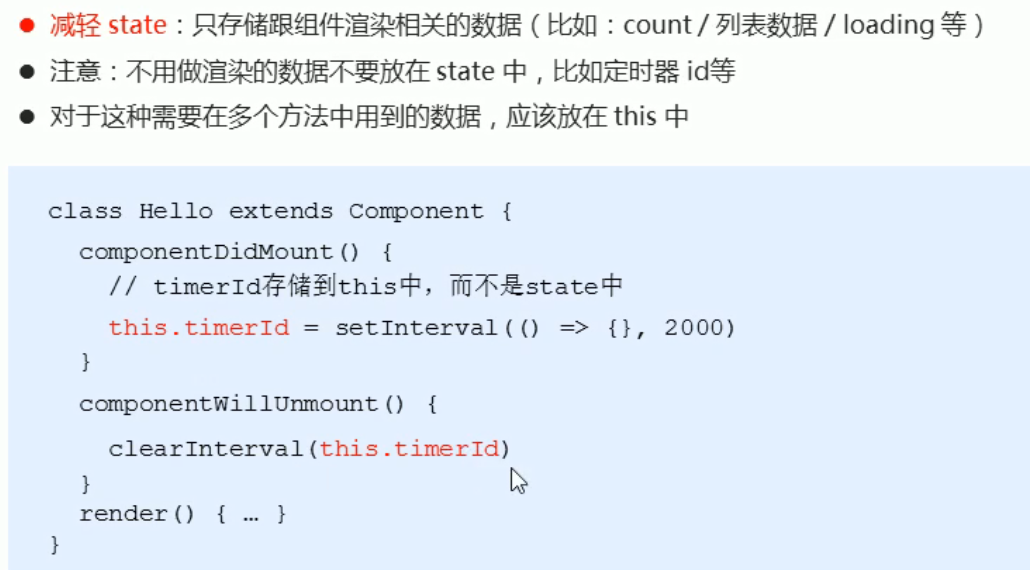 ● 减轻 state：只存储跟组件渲染相关的数据（比如：count / 列表数据 / loading 等）
● 注意：不用做渲染的数据不要放在 state 中，比如定时器 id等
● 对于这种需要在多个方法中用到的数据，应该放在 this 中
class Hello extends Component {
componentDidMount() {
// timerId存储到this中，而不是state中
this.timerId = setInterval(() => {}, 2000)
}
componentWillUnmount() {
clearInterval(this.timerId)
}
render() { … }
}